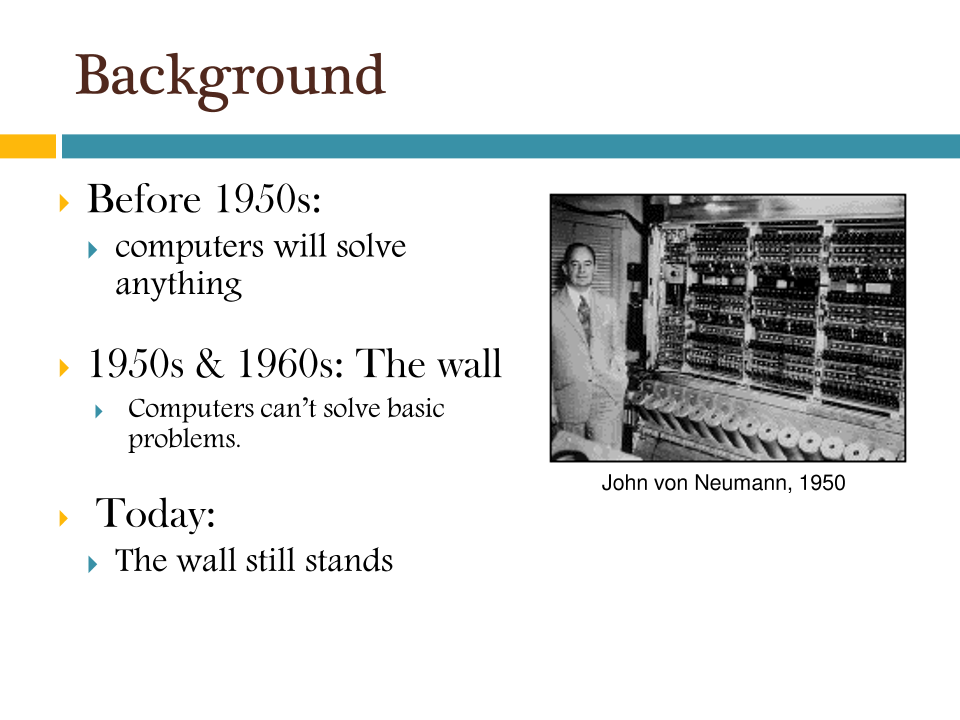 Background
Before 1950s:
computers will solve
anything
1950s & 1960s: The wall
Computers can’t solve basic
problems.
Today:
The wall still stands
John von Neumann, 1950